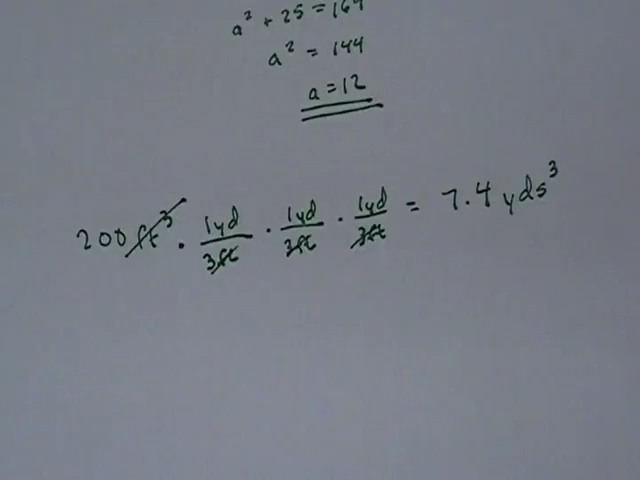 a² + 25 = 169
a² = 144
a = 12
200 ft³ · 1yd/3ft · 1yd/3ft · 1yd/3ft = 7.4 yds³